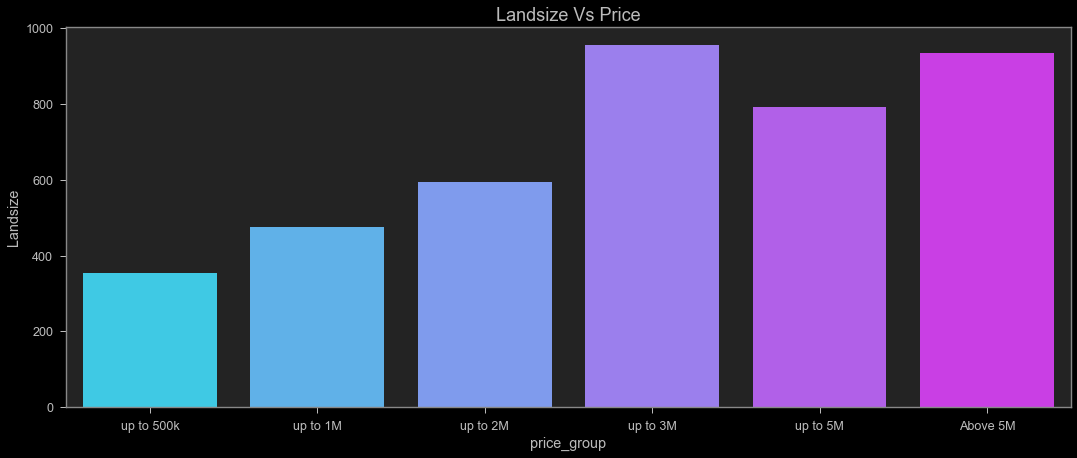 Landsize Vs Price
1000
800
600
400
200
0
Landsize
up to 500k up to 1M up to 2M up to 3M up to 5M Above 5M
price_group